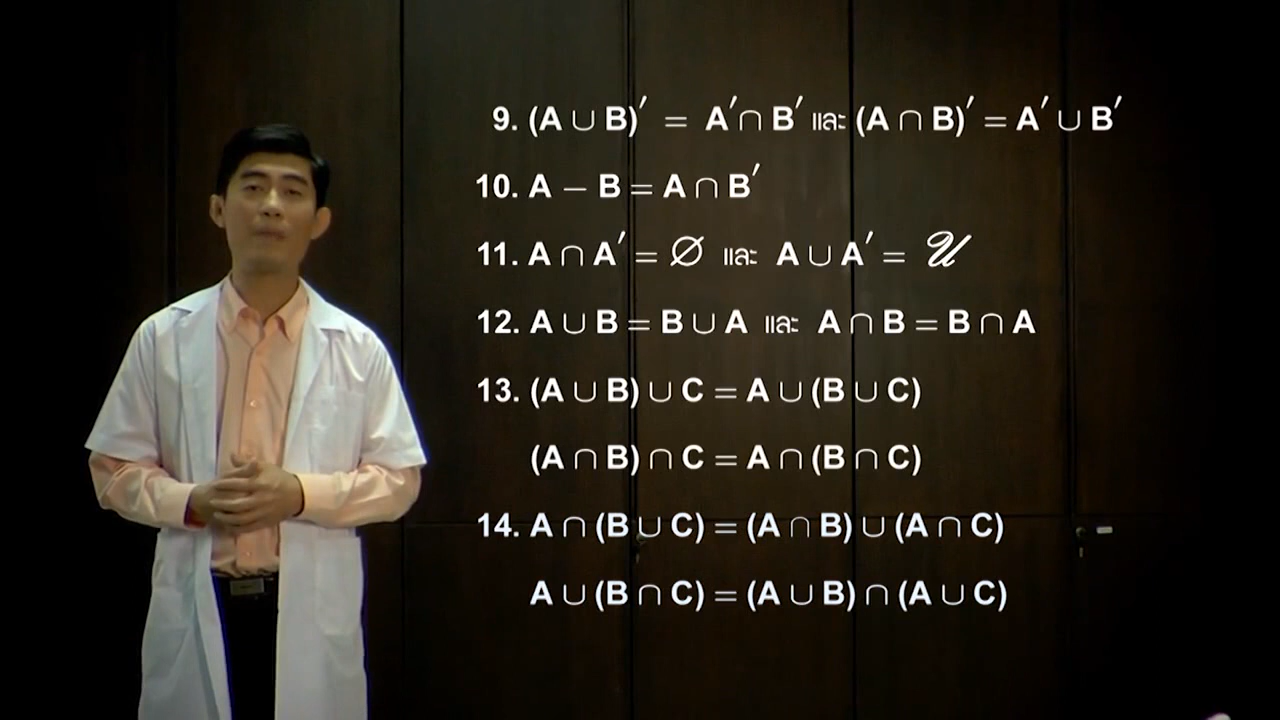 9. (A ∪ B)′ = A′ ∩ B′ และ (A ∩ B)′ = A′ ∪ B′
10. A − B = A ∩ B′
11. A ∩ A′ = ∅ และ A ∪ A′ = 𝒰
12. A ∪ B = B ∪ A และ A ∩ B = B ∩ A
13. (A ∪ B) ∪ C = A ∪ (B ∪ C)
(A ∩ B) ∩ C = A ∩ (B ∩ C)
14. A ∩ (B ∪ C) = (A ∩ B) ∪ (A ∩ C)
A ∪ (B ∩ C) = (A ∪ B) ∩ (A ∪ C)